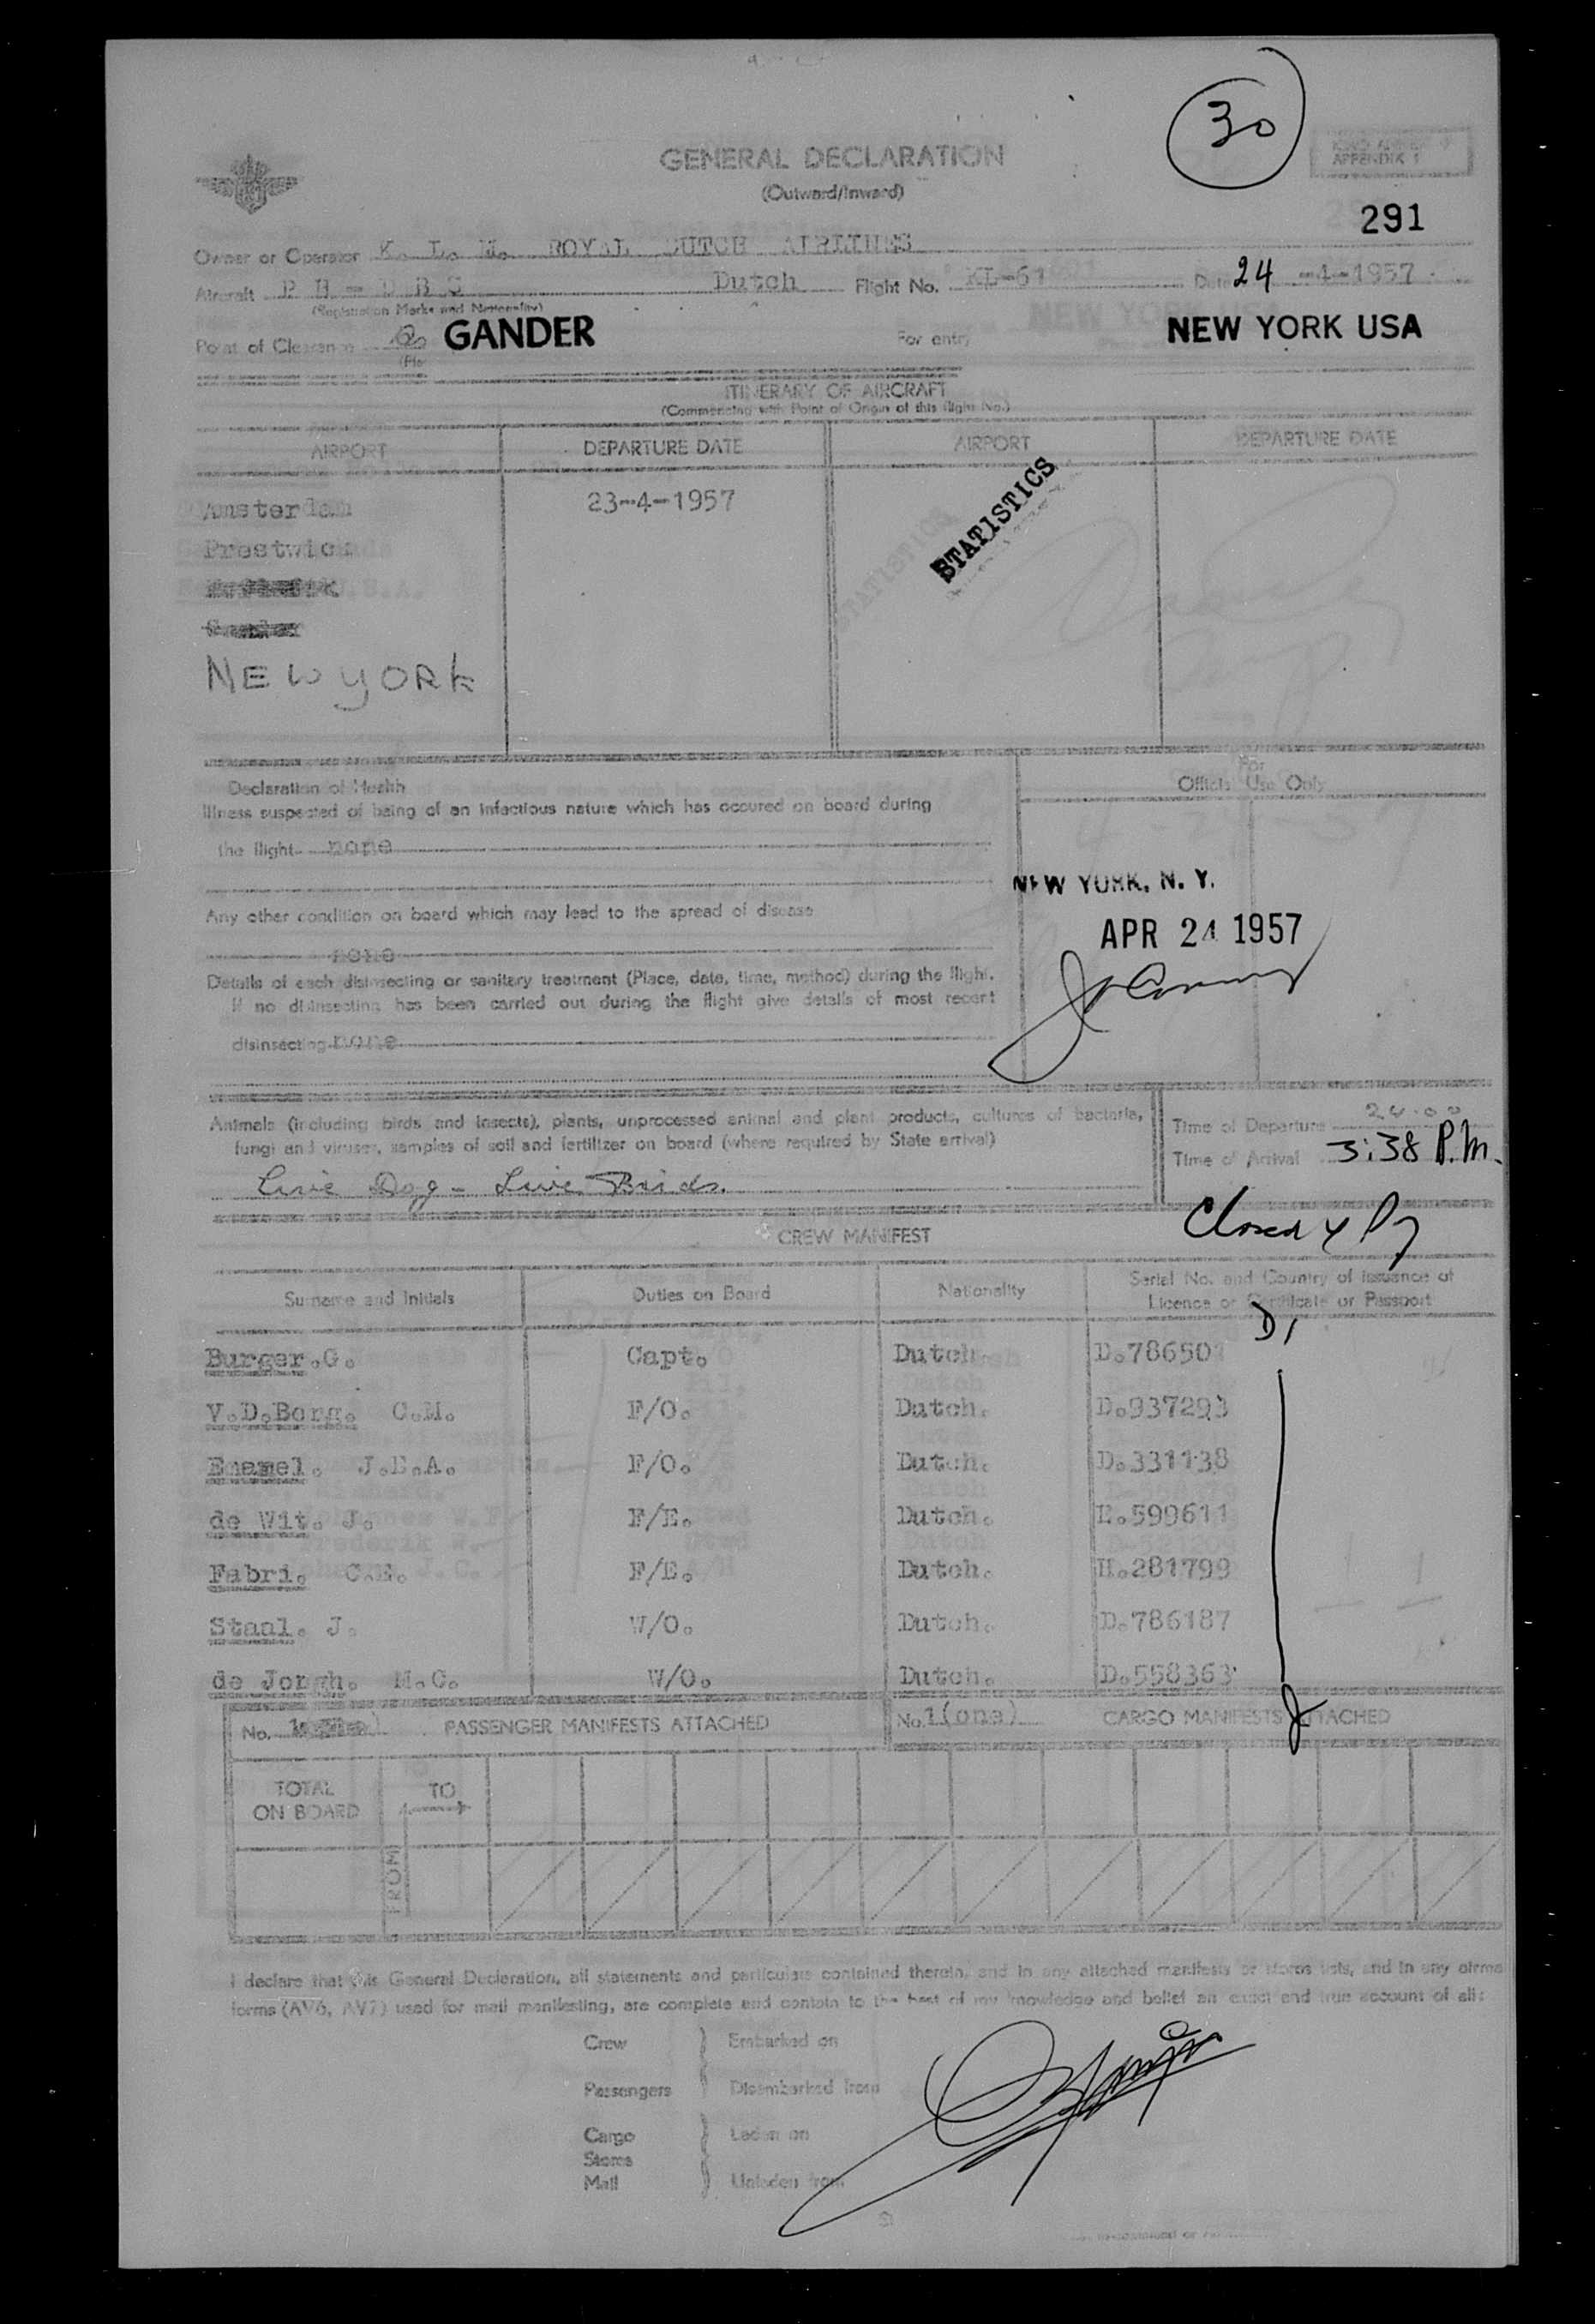 30
GENERAL DECLARATION
(Outward/Inward)
ICAO ANNEX 9
APPENDIX 1
291
Owner or Operator K. L. M. ROYAL DUTCH AIRLINES
Aircraft P H - Dutch Flight No. KL-61 Date 24 -4-1957.
(Registration Marks and Nationality)
Point of Clearance GANDER For entry NEW YORK USA
ITINERARY OF AIRCRAFT
(Commencing with Point of Origin of this flight No.)
AIRPORT DEPARTURE DATE AIRPORT DEPARTURE DATE
Amsterdam 23-4-1957
STATISTICS
Prestwick
Gander
NEW YORK
Declaration of Health
For
Official Use Only
Illness suspected of being of an infectious nature which has occured on board during
the flight none
NEW YORK, N. Y.
Any other condition on board which may lead to the spread of disease
APR 24 1957
none
Details of each disinsecting or sanitary treatment (Place, date, time, method) during the flight.
If no disinsecting has been carried out during the flight give details of most recent
disinsecting none
Animals (including birds and insects), plants, unprocessed animal and plant products, cultures of bacteria,
fungi and viruses, samples of soil and fertilizer on board (where required by State arrival)
Live Dog - Live Birds.
Time of Departure
Time of Arrival 3:38 P.M.
CREW MANIFEST
Surname and Initials Duties on Board Nationality Serial No. and Country of issuance of
Licence or Certificate or Passport
Burger.G. Capt. Dutch D.786501
V.D.Borg. C.M. F/O. Dutch. D.937293
J.E.A. F/O. Dutch. D.331138
de Wit. J. F/E. Dutch. E.599611
Fabri. F/E. Dutch. H.281799
Staal. J. W/O. Dutch. D.786187
de Jongh. M.C. W/O. Dutch. D.558363
No. PASSENGER MANIFESTS ATTACHED No. 1(one) CARGO MANIFESTS ATTACHED
TOTAL
ON BOARD
TO
FROM
I declare that this General Declaration, all statements and particulars contained therein, and in any attached manifests or stores lists, and in any airma
forms (AV6, AV7) used for mail manifesting, are complete and contain to the best of my knowledge and belief an exact and true account of all:
Crew Embarked on
Passengers Disembarked from
Cargo Laden on
Stores
Mail Unladen from